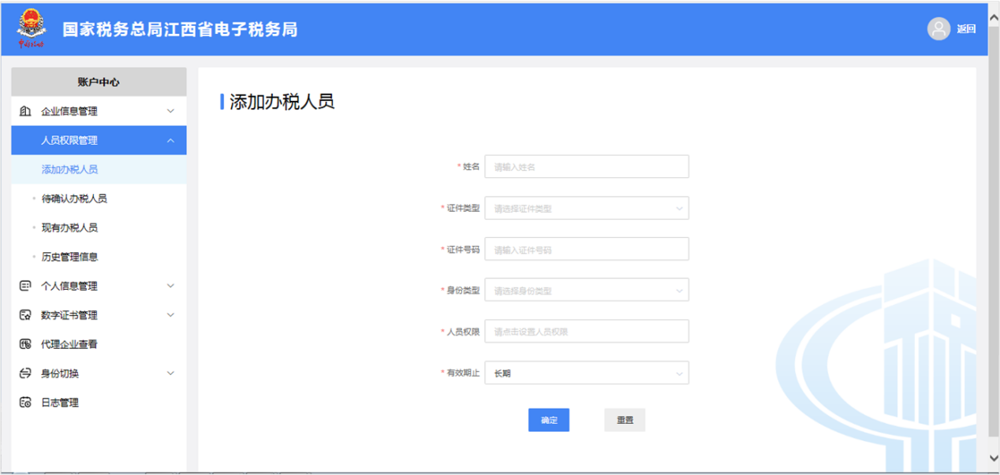 国家税务总局江西省电子税务局
返回
账户中心
企业信息管理
人员权限管理
添加办税人员
待确认办税人员
现有办税人员
历史管理信息
个人信息管理
数字证书管理
代理企业查看
身份切换
日志管理
添加办税人员
*姓名 请输入姓名
*证件类型 请选择证件类型
*证件号码 请输入证件号码
*身份类型 请选择身份类型
*人员权限 请点击设置人员权限
*有效期止 长期
确定 重置